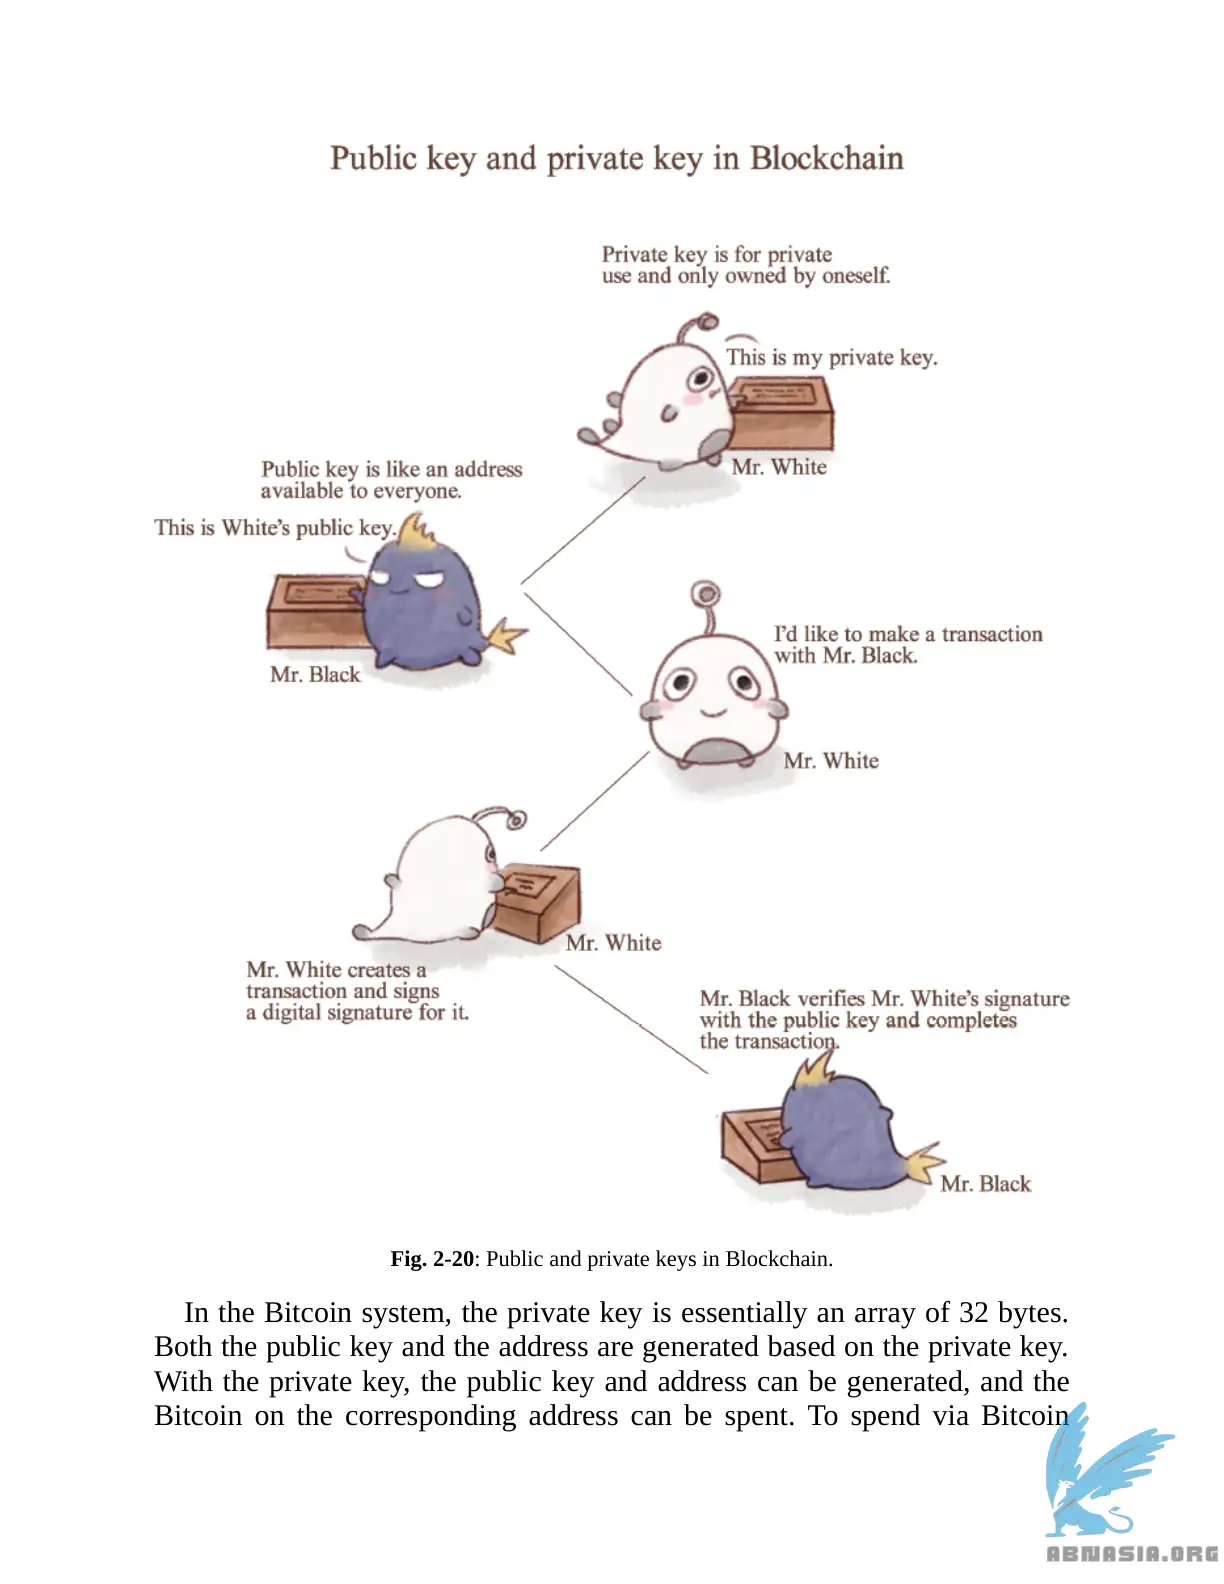 Public key and private key in Blockchain
Private key is for private
use and only owned by oneself.
This is my private key.
Mr. White
Public key is like an address
available to everyone.
This is White's public key.
Mr. Black
I'd like to make a transaction
with Mr. Black.
Mr. White
Mr. White
Mr. White creates a
transaction and signs
a digital signature for it.
Mr. Black verifies Mr. White's signature
with the public key and completes
the transaction.
Mr. Black
Fig. 2-20: Public and private keys in Blockchain.
In the Bitcoin system, the private key is essentially an array of 32 bytes.
Both the public key and the address are generated based on the private key.
With the private key, the public key and address can be generated, and the
Bitcoin on the corresponding address can be spent. To spend via Bitcoin
ABNASIA.ORG